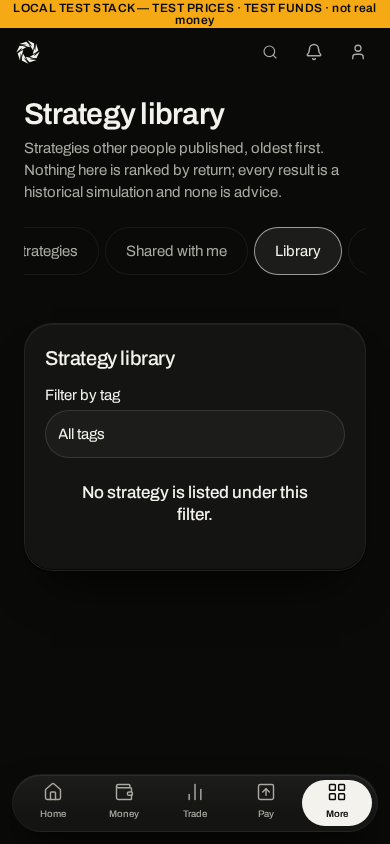 LOCAL TEST STACK — TEST PRICES · TEST FUNDS · not real
money
Strategy library
Strategies other people published, oldest first.
Nothing here is ranked by return; every result is a
historical simulation and none is advice.
trategies
Shared with me
Library
Strategy library
Filter by tag
All tags
No strategy is listed under this
filter.
Home
Money
Trade
Pay
More